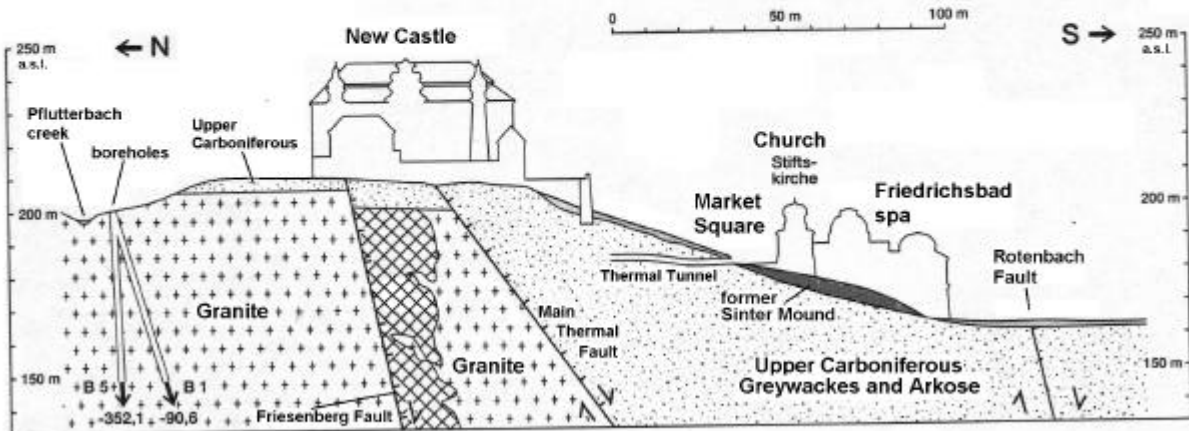 0 50 m 100 m
250 m
a.s.l.
← N
New Castle
S →
250 m
a.s.l.
Pflutterbach
creek
boreholes
Upper
Carboniferous
Church
Stifts-
kirche
Market
Square
Friedrichsbad
spa
200 m
200 m
Thermal Tunnel
Rotenbach
Fault
former
Sinter Mound
Granite
Main
Thermal
Fault
Granite
Upper Carboniferous
Greywackes and Arkose
150 m
150 m
B 5
B 1
-352,1
-90,6
Friesenberg Fault